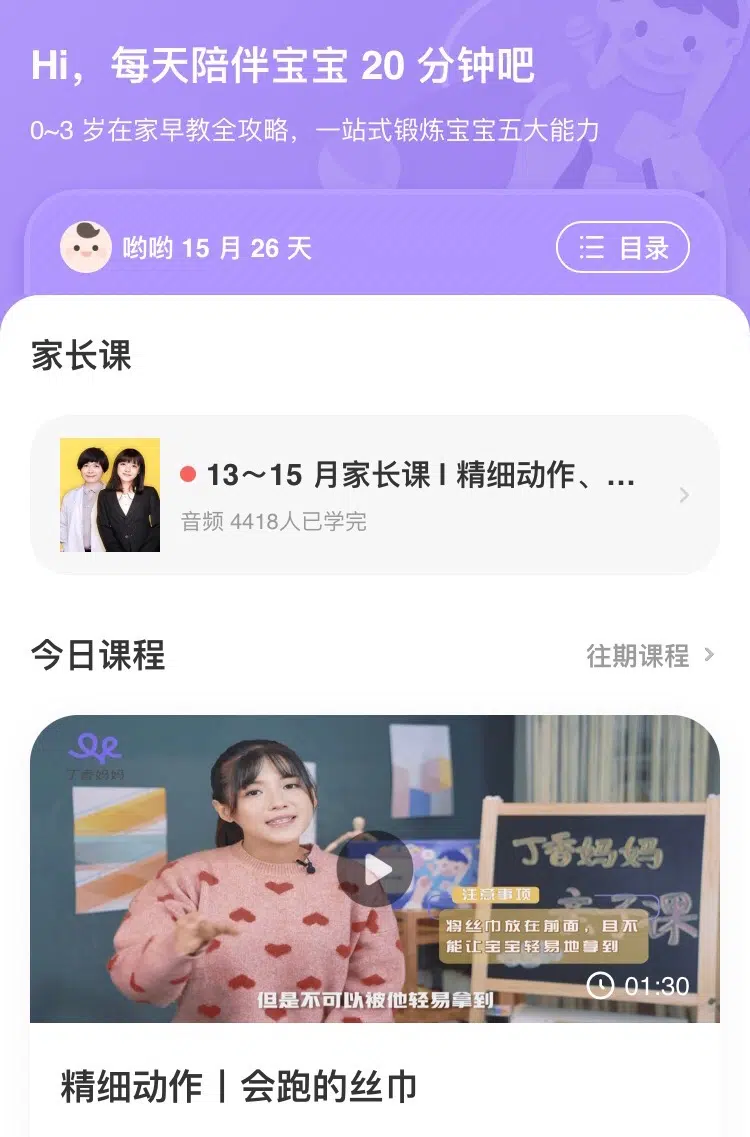 Hi，每天陪伴宝宝 20 分钟吧
0~3 岁在家早教全攻略，一站式锻炼宝宝五大能力
哟哟 15 月 26 天
目录
家长课
13～15 月家长课 l 精细动作、...
音频 4418人已学完
今日课程
往期课程
丁香妈妈
丁香妈妈
亲子课
注意事项
将丝巾放在前面，且不
能让宝宝轻易地拿到
01:30
但是不可以被他轻易拿到
精细动作丨会跑的丝巾